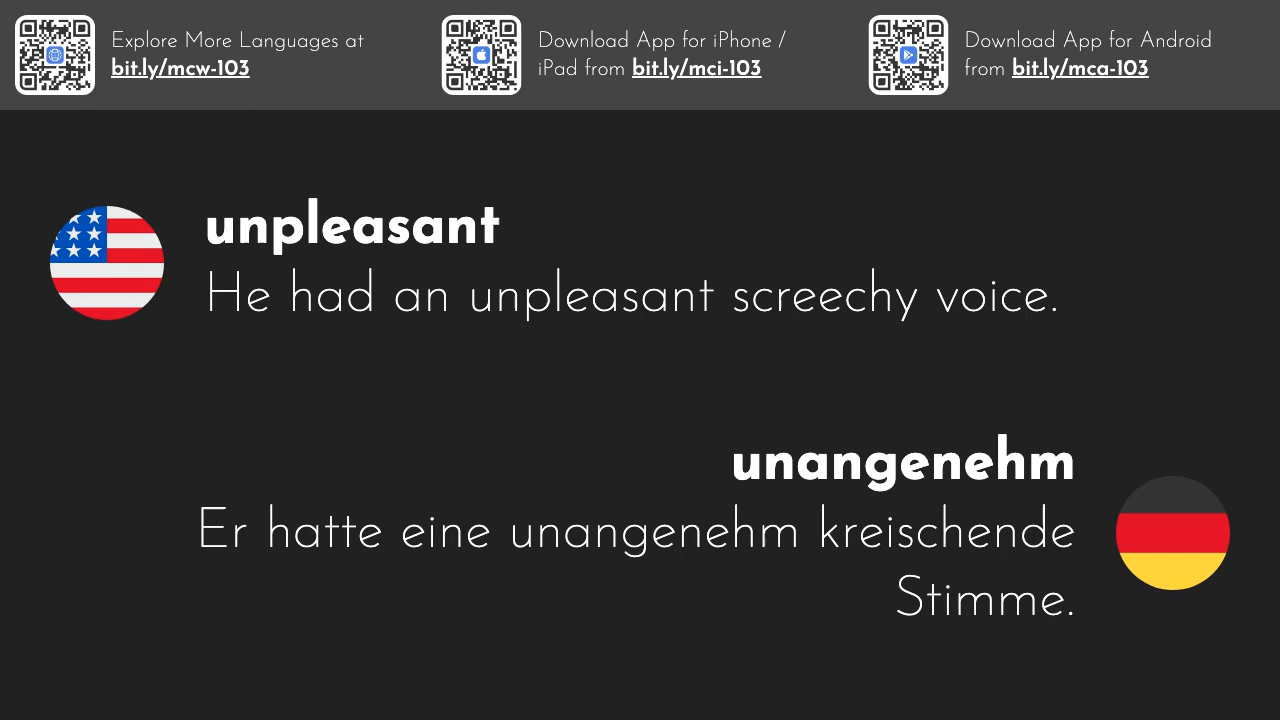 Explore More Languages at
bit.ly/mcw-103
Download App for iPhone /
iPad from bit.ly/mci-103
Download App for Android
from bit.ly/mca-103
unpleasant
He had an unpleasant screechy voice.
unangenehm
Er hatte eine unangenehm kreischende
Stimme.